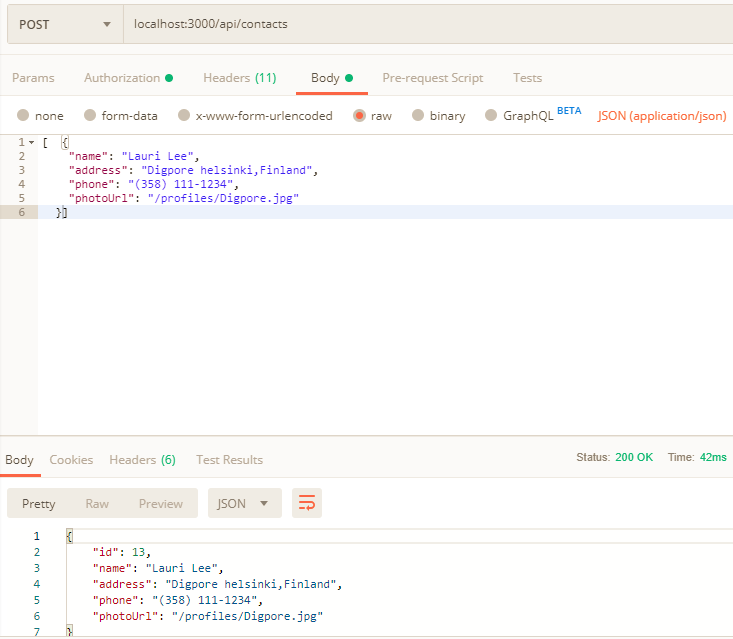 POST localhost:3000/api/contacts
Params Authorization Headers (11) Body Pre-request Script Tests
none form-data x-www-form-urlencoded raw binary GraphQL BETA JSON (application/json)
1 [ {
2 "name": "Lauri Lee",
3 "address": "Digpore helsinki,Finland",
4 "phone": "(358) 111-1234",
5 "photoUrl": "/profiles/Digpore.jpg"
6 }]
Body Cookies Headers (6) Test Results Status: 200 OK Time: 42ms
Pretty Raw Preview JSON
1 {
2 "id": 13,
3 "name": "Lauri Lee",
4 "address": "Digpore helsinki,Finland",
5 "phone": "(358) 111-1234",
6 "photoUrl": "/profiles/Digpore.jpg"
7 }